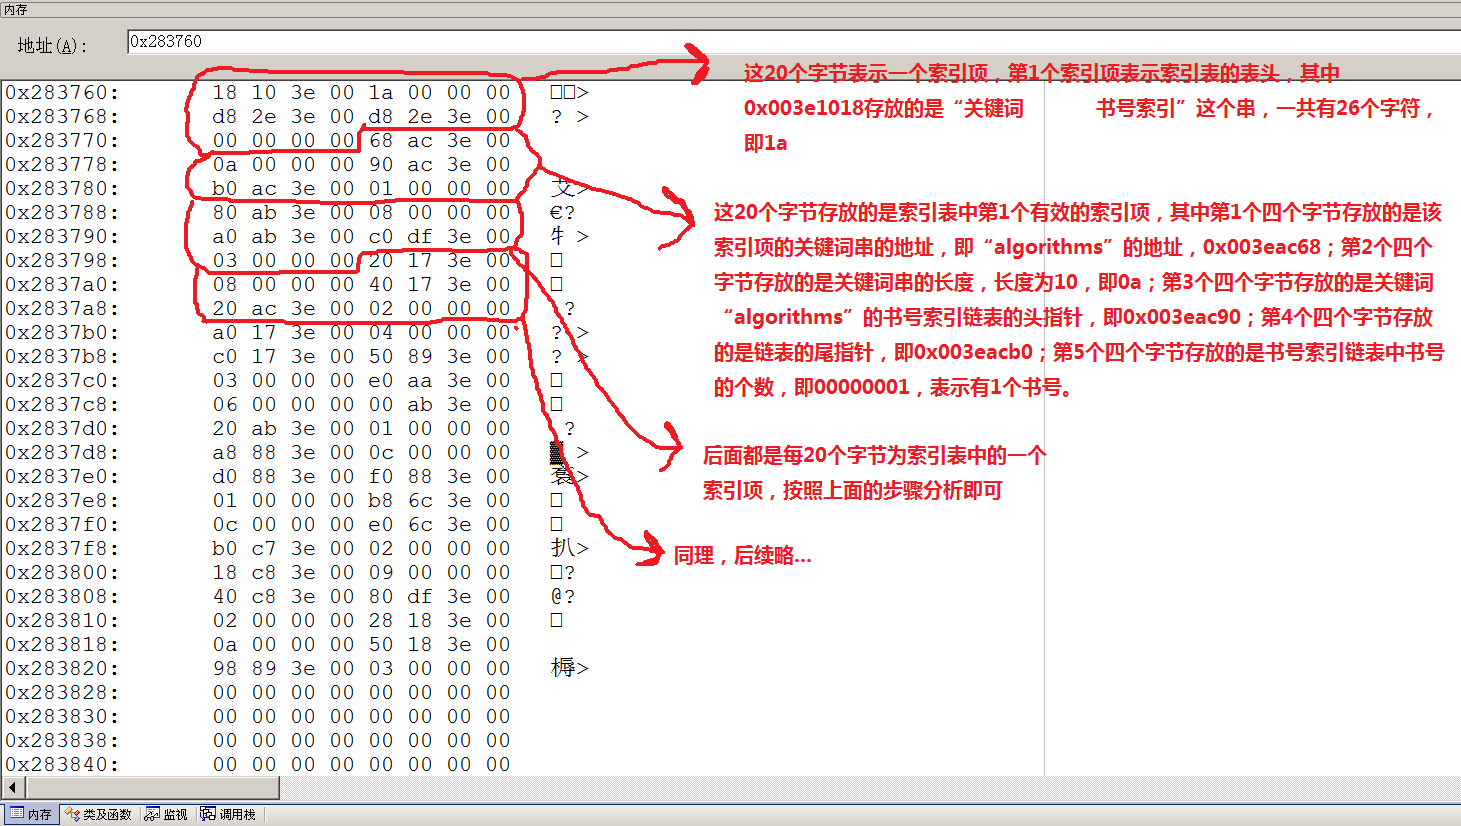 内存
地址(A): 0x283760
0x283760: 18 10 3e 00 1a 00 00 00 □□>
0x283768: d8 2e 3e 00 d8 2e 3e 00 ? >
0x283770: 00 00 00 00 68 ac 3e 00
0x283778: 0a 00 00 00 90 ac 3e 00
0x283780: b0 ac 3e 00 01 00 00 00 艾>
0x283788: 80 ab 3e 00 08 00 00 00 €?
0x283790: a0 ab 3e 00 c0 df 3e 00 牜 >
0x283798: 03 00 00 00 20 17 3e 00 □
0x2837a0: 08 00 00 00 40 17 3e 00 □
0x2837a8: 20 ac 3e 00 02 00 00 00 ?
0x2837b0: a0 17 3e 00 04 00 00 00 ?>
0x2837b8: c0 17 3e 00 50 89 3e 00 ? >
0x2837c0: 03 00 00 00 e0 aa 3e 00 □
0x2837c8: 06 00 00 00 00 ab 3e 00 □
0x2837d0: 20 ab 3e 00 01 00 00 00 ?
0x2837d8: a8 88 3e 00 0c 00 00 00 ▓ >
0x2837e0: d0 88 3e 00 f0 88 3e 00 >
0x2837e8: 01 00 00 00 b8 6c 3e 00 □
0x2837f0: 0c 00 00 00 e0 6c 3e 00 □
0x2837f8: b0 c7 3e 00 02 00 00 00 扒>
0x283800: 18 c8 3e 00 09 00 00 00 □?
0x283808: 40 c8 3e 00 80 df 3e 00 @?
0x283810: 02 00 00 00 28 18 3e 00 □
0x283818: 0a 00 00 00 50 18 3e 00
0x283820: 98 89 3e 00 03 00 00 00 槈>
0x283828: 00 00 00 00 00 00 00 00
0x283830: 00 00 00 00 00 00 00 00
0x283838: 00 00 00 00 00 00 00 00
0x283840: 00 00 00 00 00 00 00 00
这20个字节表示一个索引项，第1个索引项表示索引表的表头，其中
0x003e1018存放的是“关键词 书号索引”这个串，一共有26个字符，
即1a
这20个字节存放的是索引表中第1个有效的索引项，其中第1个四个字节存放的是该
索引项的关键词串的地址，即“algorithms”的地址，0x003eac68；第2个四个
字节存放的是关键词串的长度，长度为10，即0a；第3个四个字节存放的是关键词
“algorithms”的书号索引链表的头指针，即0x003eac90；第4个四个字节存放
的是链表的尾指针，即0x003eacb0；第5个四个字节存放的是书号索引链表中书号
的个数，即00000001，表示有1个书号。
后面都是每20个字节为索引表中的一个
索引项，按照上面的步骤分析即可
同理，后续略...
内存 类及函数 监视 调用栈